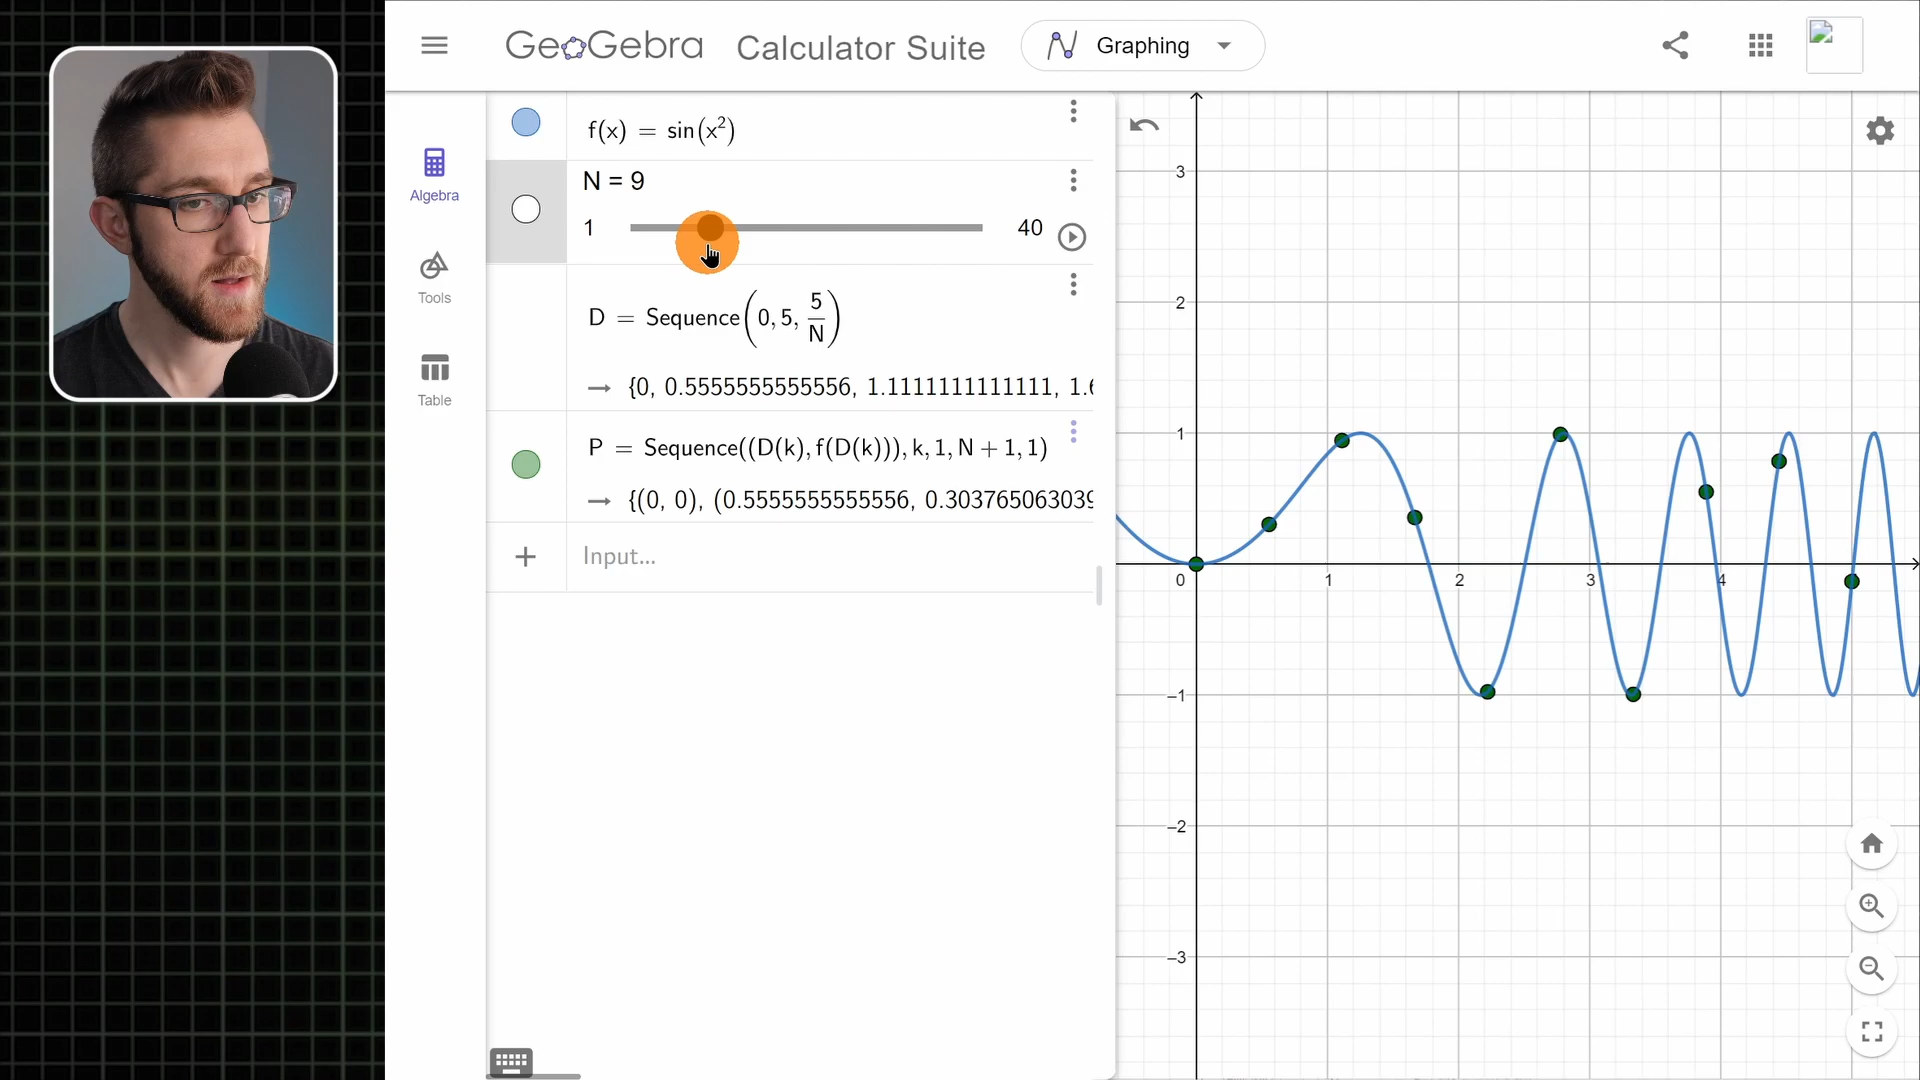 GeoGebra Calculator Suite Graphing
Algebra
Tools
Table
f(x) = sin(x²)
N = 9
1 40
D = Sequence(0, 5, 5/N)
→ {0, 0.5555555555556, 1.1111111111111, 1.6
P = Sequence((D(k), f(D(k))), k, 1, N + 1, 1)
→ {(0, 0), (0.5555555555556, 0.303765063039
+ Input...
3
2
1
0 1 2 3 4
–1
–2
–3